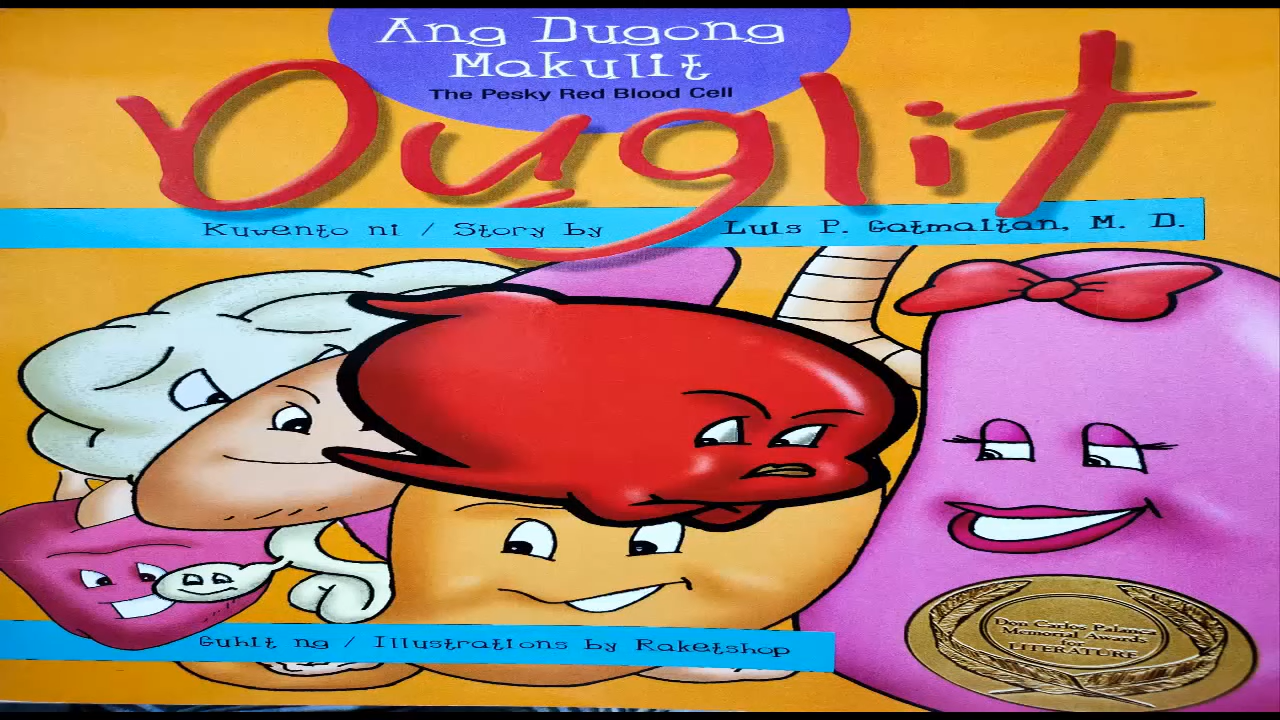 Ang Dugong
Makulit
The Pesky Red Blood Cell
Ouglit
Kuwento ni / Story by Luis P. Gatmaitan, M. D.
Don Carlos Palanca
Memorial Awards
for
LITERATURE
Guhit ng / Illustrations by Raketshop